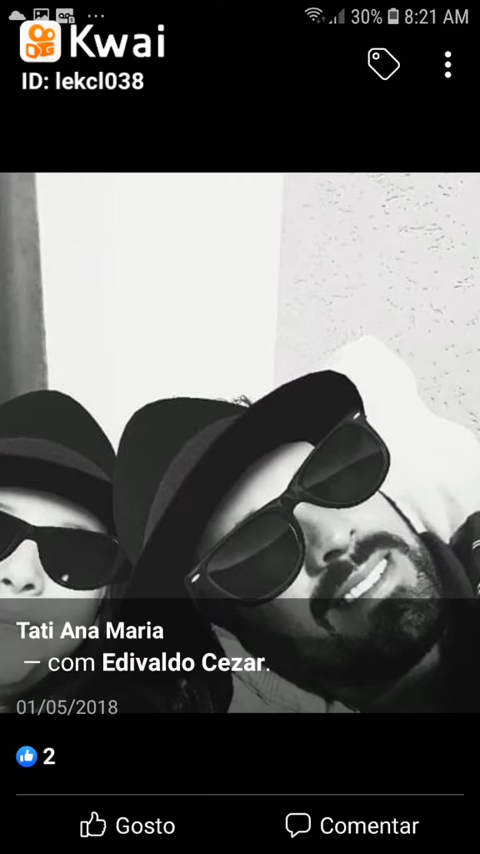 30% 8:21 AM
Kwai
ID: lekcl038
Tati Ana Maria
— com Edivaldo Cezar.
01/05/2018
2
Gosto Comentar